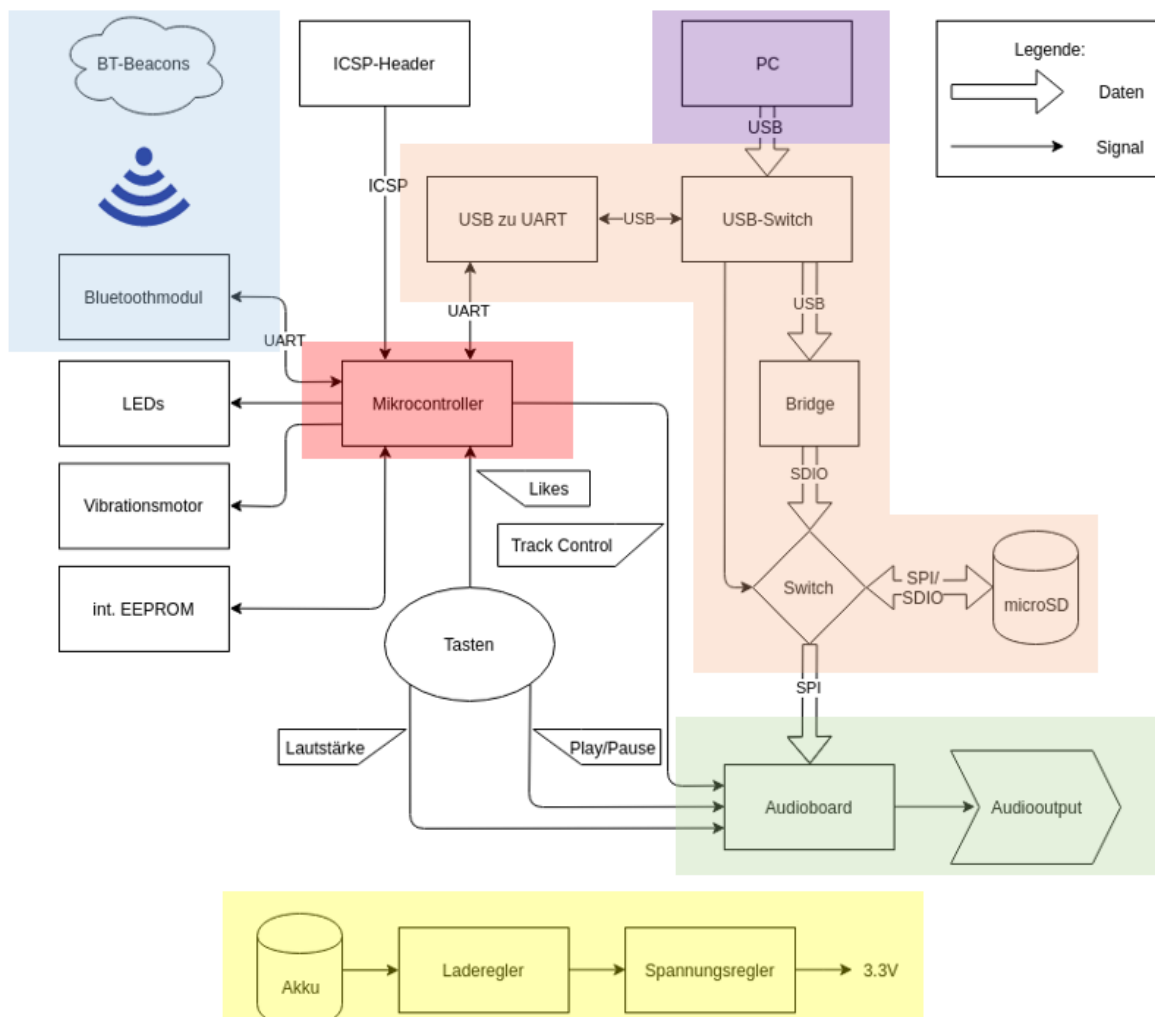 BT-Beacons
ICSP-Header
PC
Legende:
Daten
Signal
USB
ICSP
USB zu UART
USB
USB-Switch
Bluetoothmodul
UART
UART
USB
LEDs
Mikrocontroller
Bridge
SDIO
Vibrationsmotor
Likes
Track Control
int. EEPROM
Tasten
Switch
SPI/
SDIO
microSD
SPI
Lautstärke
Play/Pause
Audioboard
Audiooutput
Akku
Laderegler
Spannungsregler
3.3V